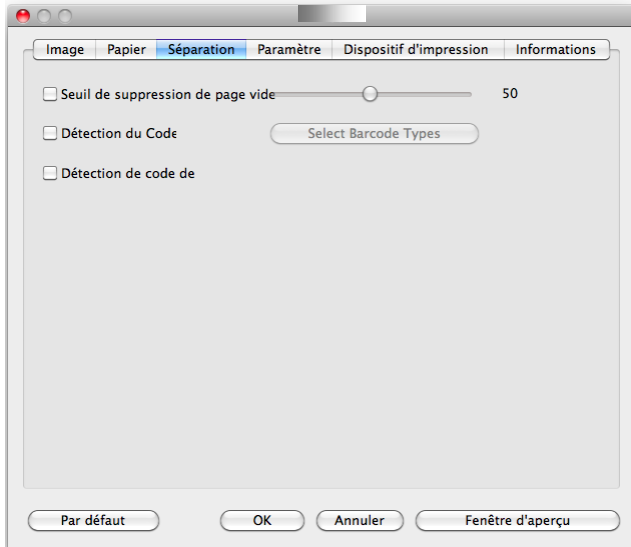 Image Papier Séparation Paramètre Dispositif d'impression Informations
Seuil de suppression de page vide 50
Détection du Code Select Barcode Types
Détection de code de
Par défaut OK Annuler Fenêtre d'aperçu